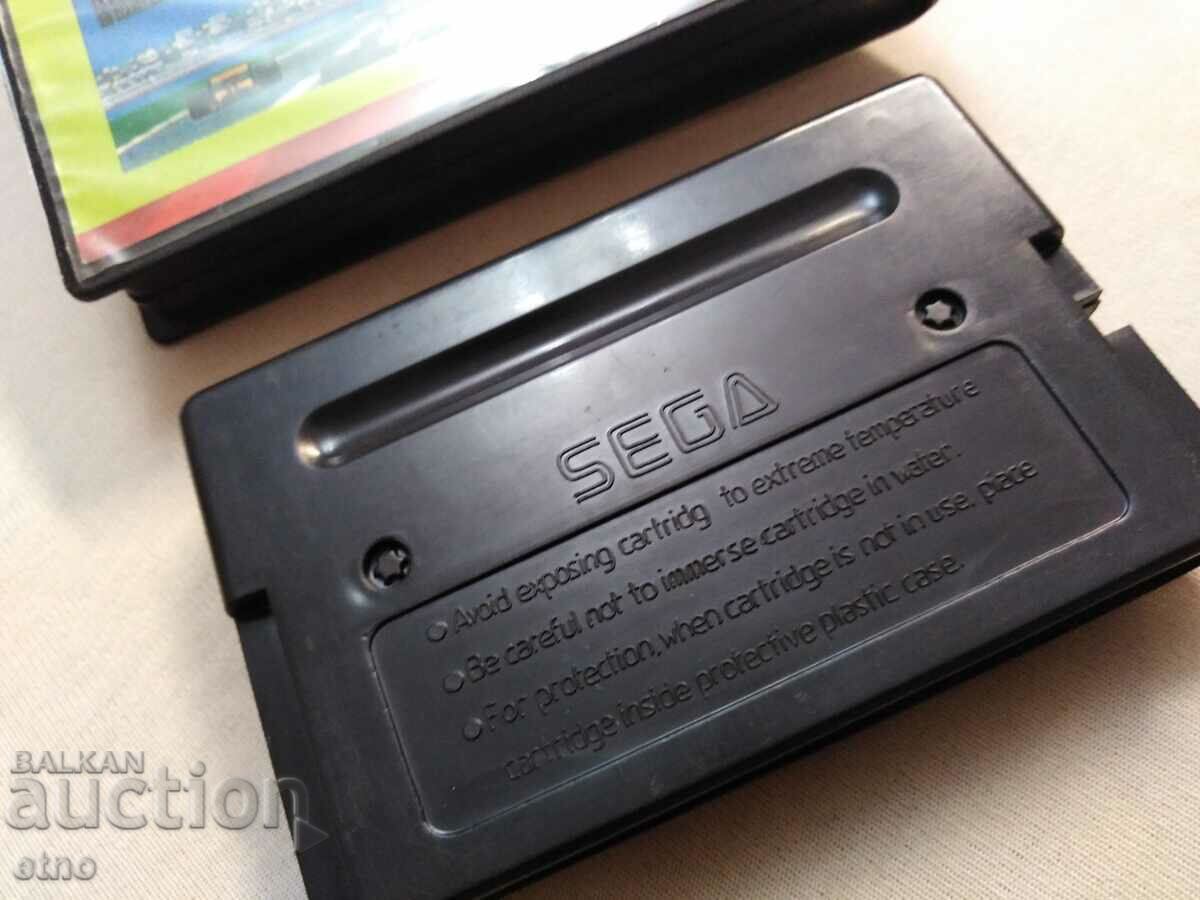 SEGA
Avoid exposing cartridg to extreme temperature
Be careful not to immerse cartridge in water.
For protection, when cartridge is not in use, place
cartridge inside protective plastic case.
BALKAN
auction
etno